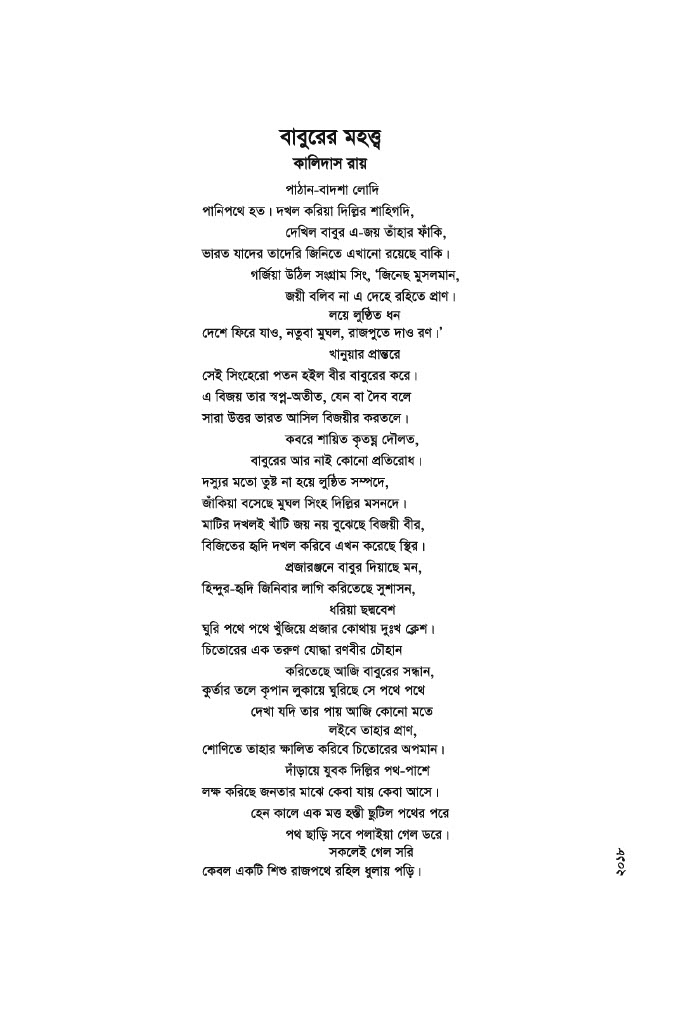 বাবুরের মহত্ত্ব
কালিদাস রায়
পাঠান-বাদশা লোদি
পানিপথে হত। দখল করিয়া দিল্লির শাহিগদি,
দেখিল বাবুর এ-জয় তাঁহার ফাঁকি,
ভারত যাদের তাদেরি জিনিতে এখানো রয়েছে বাকি।
গর্জিয়া উঠিল সংগ্রাম সিং, ‘জিনেছ মুসলমান,
জয়ী বলিব না এ দেহে রহিতে প্রাণ।
লয়ে লুণ্ঠিত ধন
দেশে ফিরে যাও, নতুবা মুঘল, রাজপুতে দাও রণ।’
খানুয়ার প্রান্তরে
সেই সিংহেরো পতন হইল বীর বাবুরের করে।
এ বিজয় তার স্বপ্ন-অতীত, যেন বা দৈব বলে
সারা উত্তর ভারত আসিল বিজয়ীর করতলে।
কবরে শায়িত কৃতঘ্ন দৌলত,
বাবুরের আর নাই কোনো প্রতিরোধ।
দস্যুর মতো তুষ্ট না হয়ে লুণ্ঠিত সম্পদে,
জাঁকিয়া বসেছে মুঘল সিংহ দিল্লির মসনদে।
মাটির দখলই খাঁটি জয় নয় বুঝেছে বিজয়ী বীর,
বিজিতের হৃদি দখল করিবে এখন করেছে স্থির।
প্রজারঞ্জনে বাবুর দিয়াছে মন,
হিন্দুর-হৃদি জিনিবার লাগি করিতেছে সুশাসন,
ধরিয়া ছদ্মবেশ
ঘুরি পথে পথে খুঁজিয়ে প্রজার কোথায় দুঃখ ক্লেশ।
চিতোরের এক তরুণ যোদ্ধা রণবীর চৌহান
করিতেছে আজি বাবুরের সন্ধান,
কুর্তার তলে কৃপান লুকায়ে ঘুরিছে সে পথে পথে
দেখা যদি তার পায় আজি কোনো মতে
লইবে তাহার প্রাণ,
শোণিতে তাহার ক্ষালিত করিবে চিতোরের অপমান।
দাঁড়ায়ে যুবক দিল্লির পথ-পাশে
লক্ষ করিছে জনতার মাঝে কেবা যায় কেবা আসে।
হেন কালে এক মত্ত হস্তী ছুটিল পথের পরে
পথ ছাড়ি সবে পলাইয়া গেল ডরে।
সকলেই গেল সরি
কেবল একটি শিশু রাজপথে রহিল ধুলায় পড়ি।
২০১৮